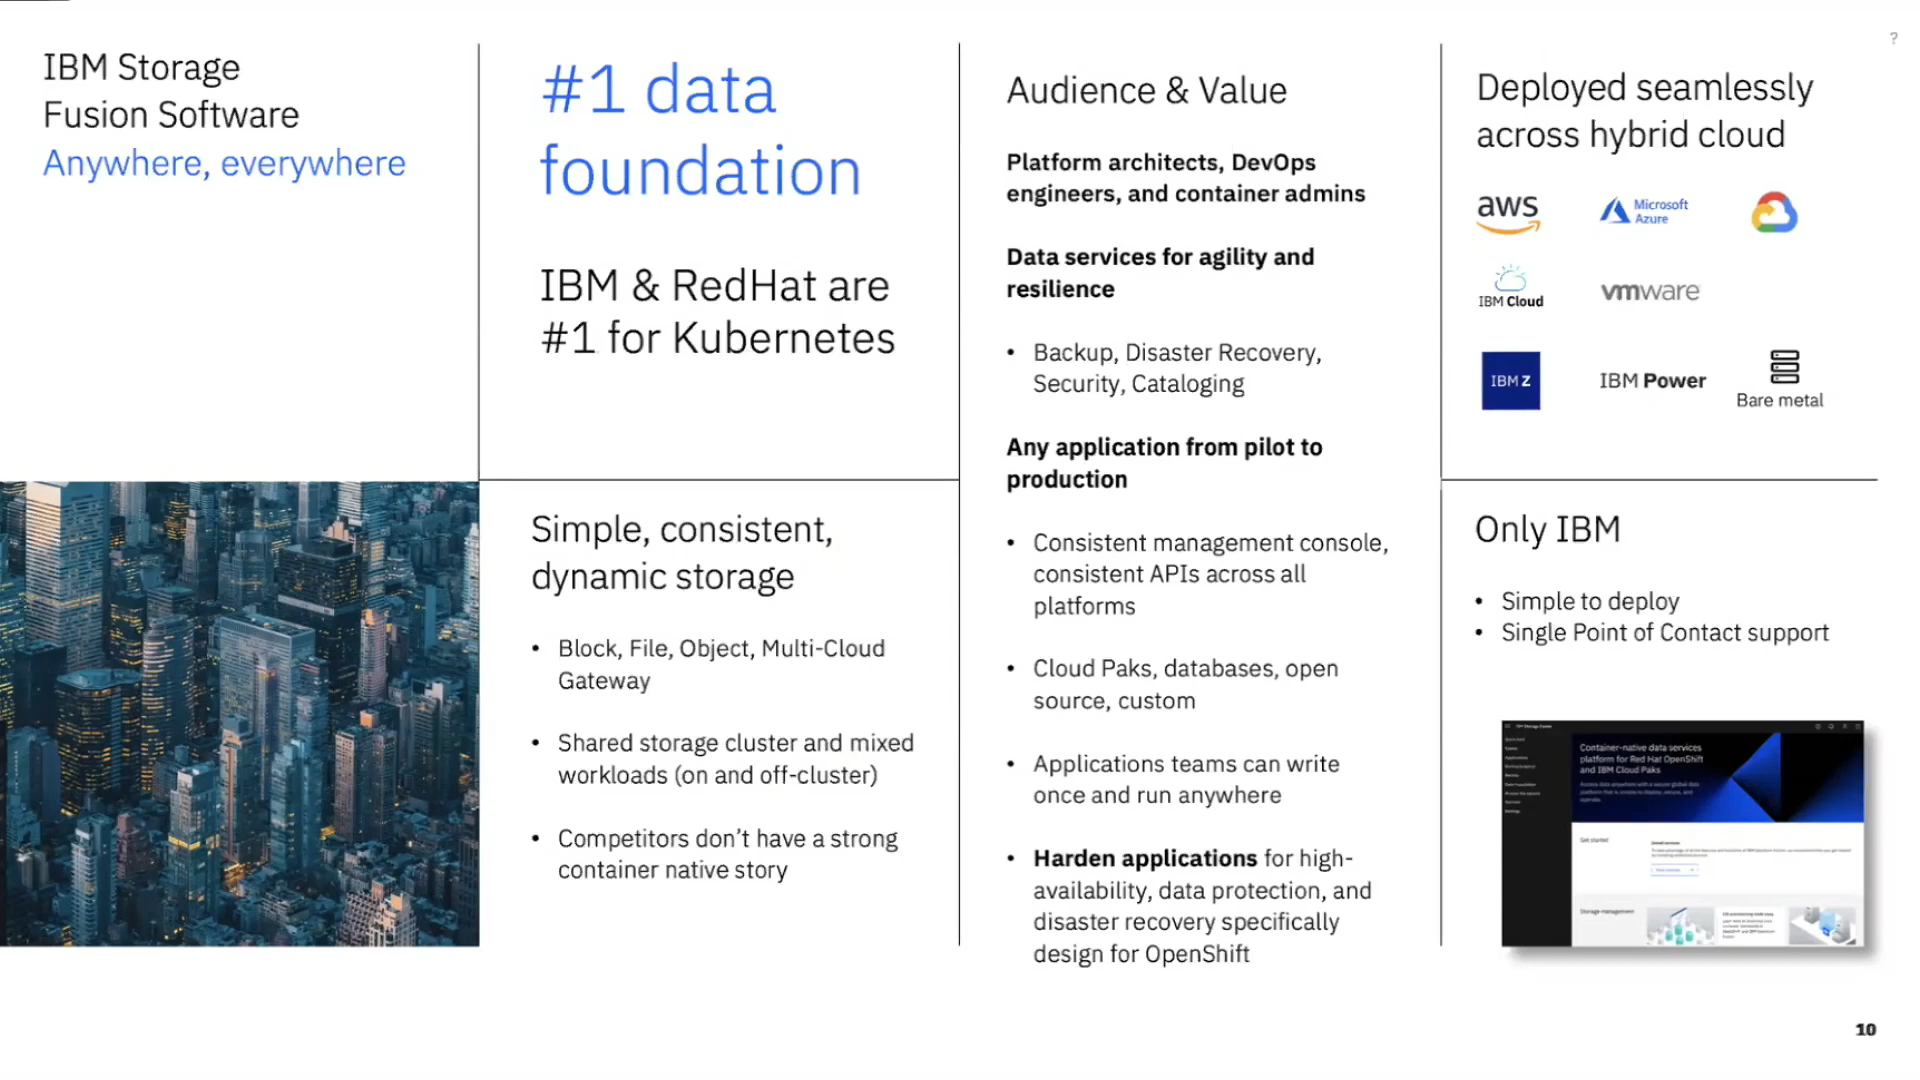 IBM Storage
Fusion Software
Anywhere, everywhere
#1 data
foundation
IBM & RedHat are
#1 for Kubernetes
Simple, consistent,
dynamic storage
• Block, File, Object, Multi-Cloud
Gateway
• Shared storage cluster and mixed
workloads (on and off-cluster)
• Competitors don't have a strong
container native story
Audience & Value
Platform architects, DevOps
engineers, and container admins
Data services for agility and
resilience
• Backup, Disaster Recovery,
Security, Cataloging
Any application from pilot to
production
• Consistent management console,
consistent APIs across all
platforms
• Cloud Paks, databases, open
source, custom
• Applications teams can write
once and run anywhere
• Harden applications for high-
availability, data protection, and
disaster recovery specifically
design for OpenShift
?
Deployed seamlessly
across hybrid cloud
aws
Microsoft
Azure
IBM Cloud
vmware
IBM Z
IBM Power
Bare metal
Only IBM
• Simple to deploy
• Single Point of Contact support
Container-native data services
platform for Red Hat OpenShift
and IBM Cloud Paks
Get started
Storage management
10